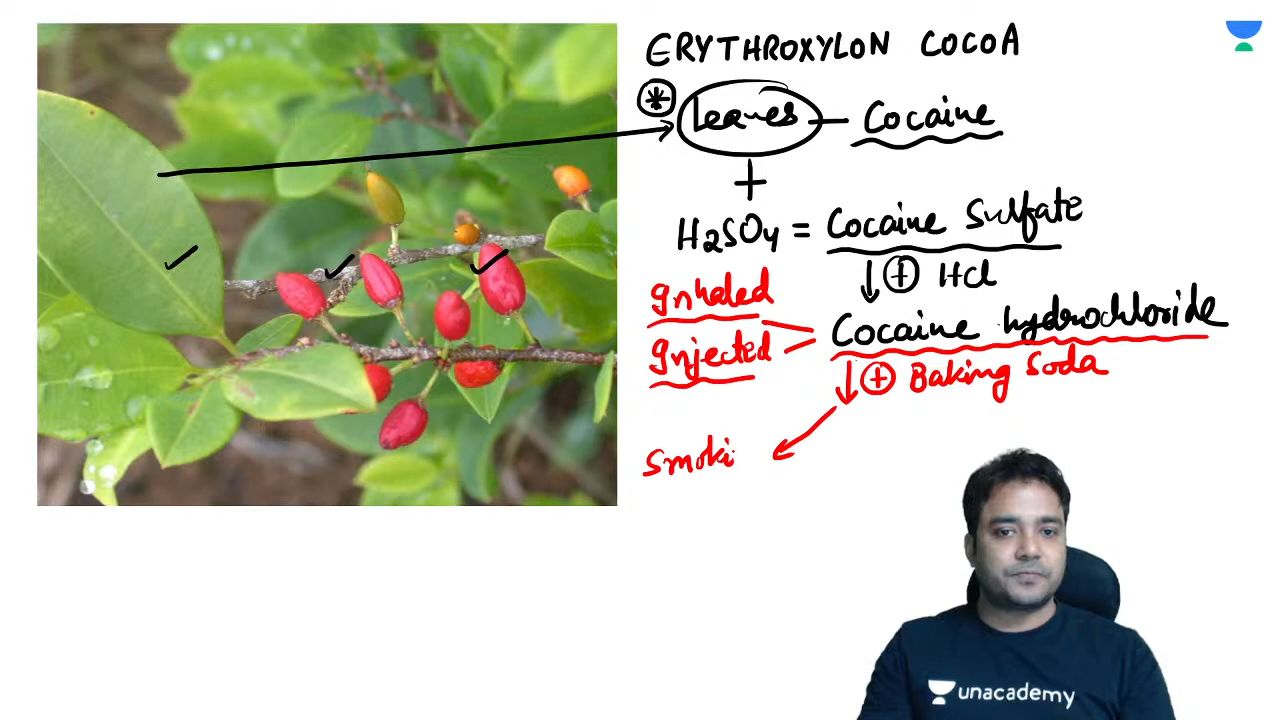 ERYTHROXYLON COCOA
* leaves — Cocaine
+
H2SO4 = Cocaine Sulfate
↓ + HCl
Inhaled
Cocaine hydrochloride
Injected
↓ + Baking Soda
Smoki
unacademy